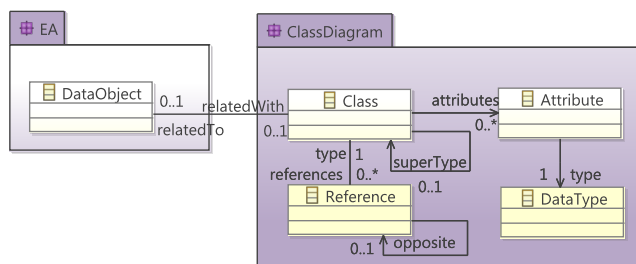 EA
ClassDiagram
DataObject
0..1
relatedWith
relatedTo
0..1
Class
attributes
0..*
Attribute
type 1
references 0..*
superType
0..1
1 type
Reference
DataType
0..1 opposite